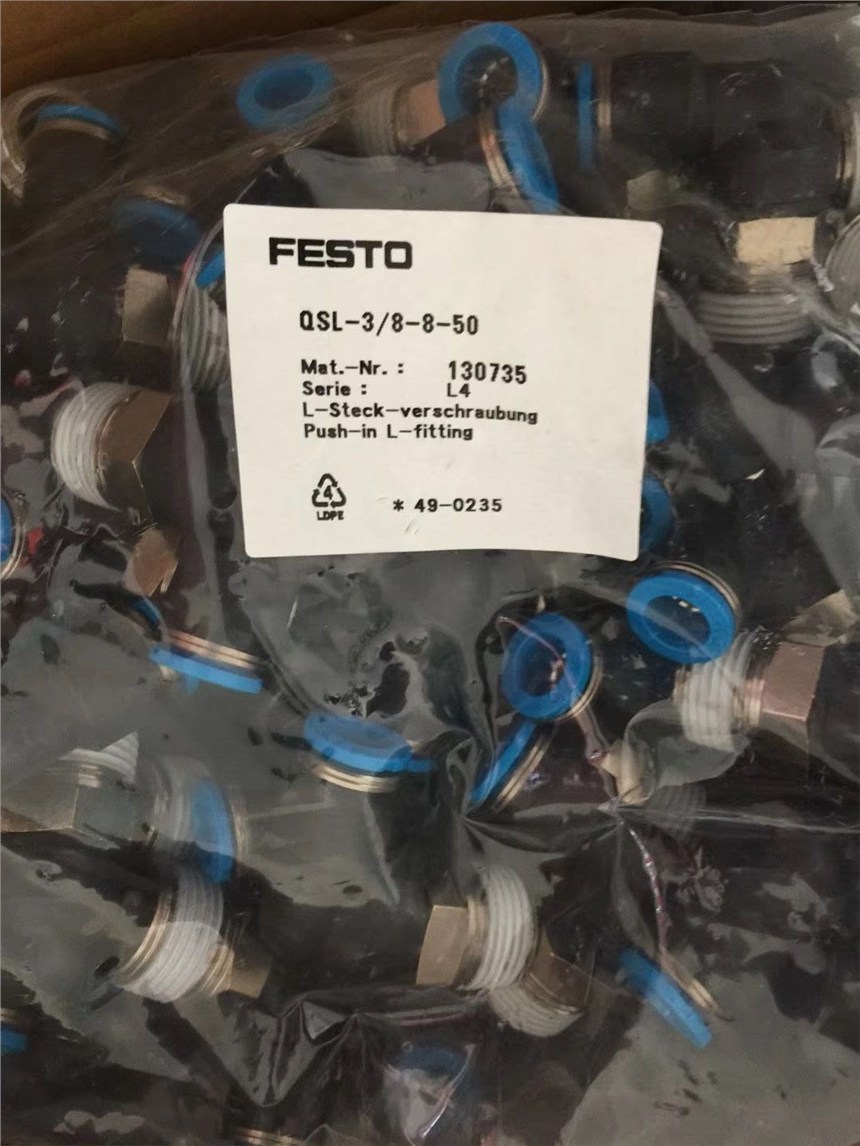 FESTO
QSL-3/8-8-50
Mat.-Nr. : 130735
Serie : L4
L-Steck-verschraubung
Push-in L-fitting
4
LDPE
* 49-0235